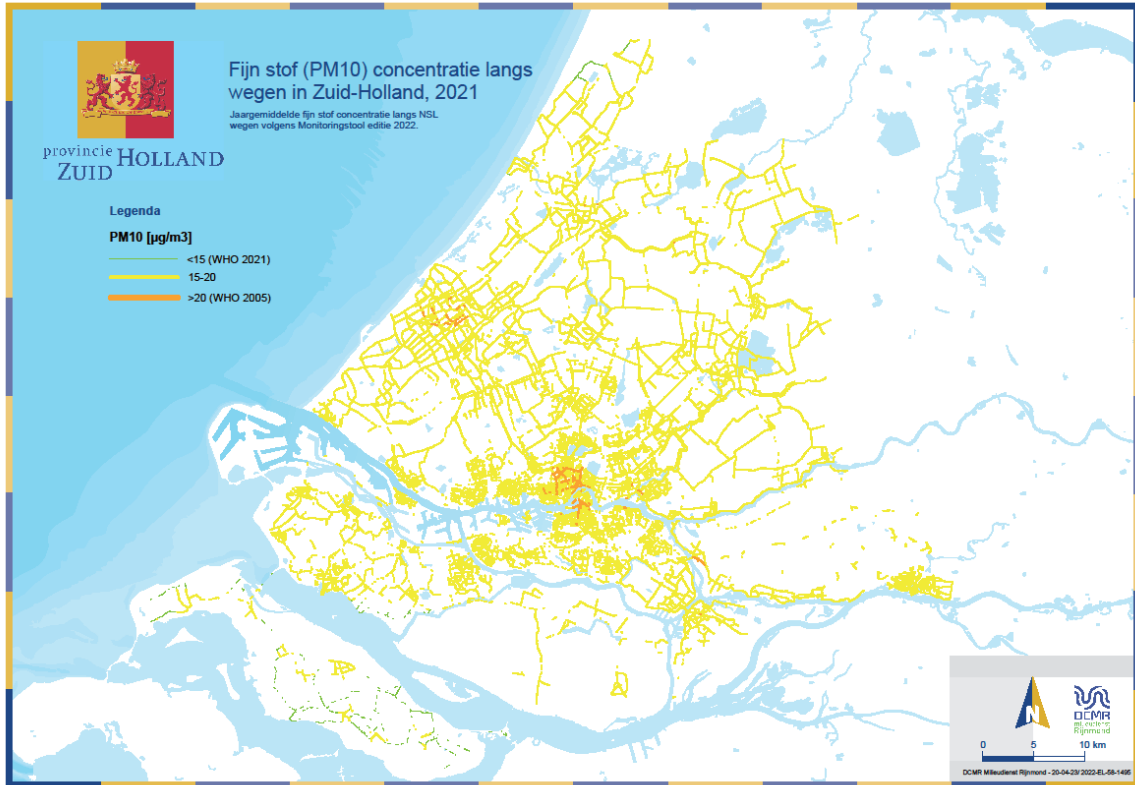 Fijn stof (PM10) concentratie langs
wegen in Zuid-Holland, 2021
Jaargemiddelde fijn stof concentratie langs NSL
wegen volgens Monitoringstool editie 2022.
provincie HOLLAND
ZUID
Legenda
PM10 [µg/m3]
<15 (WHO 2021)
15-20
>20 (WHO 2005)
N
DCMR
milieudienst
Rijnmond
0 5 10 km
DCMR Milieudienst Rijnmond - 20-04-23/ 2022-EL-58-1495